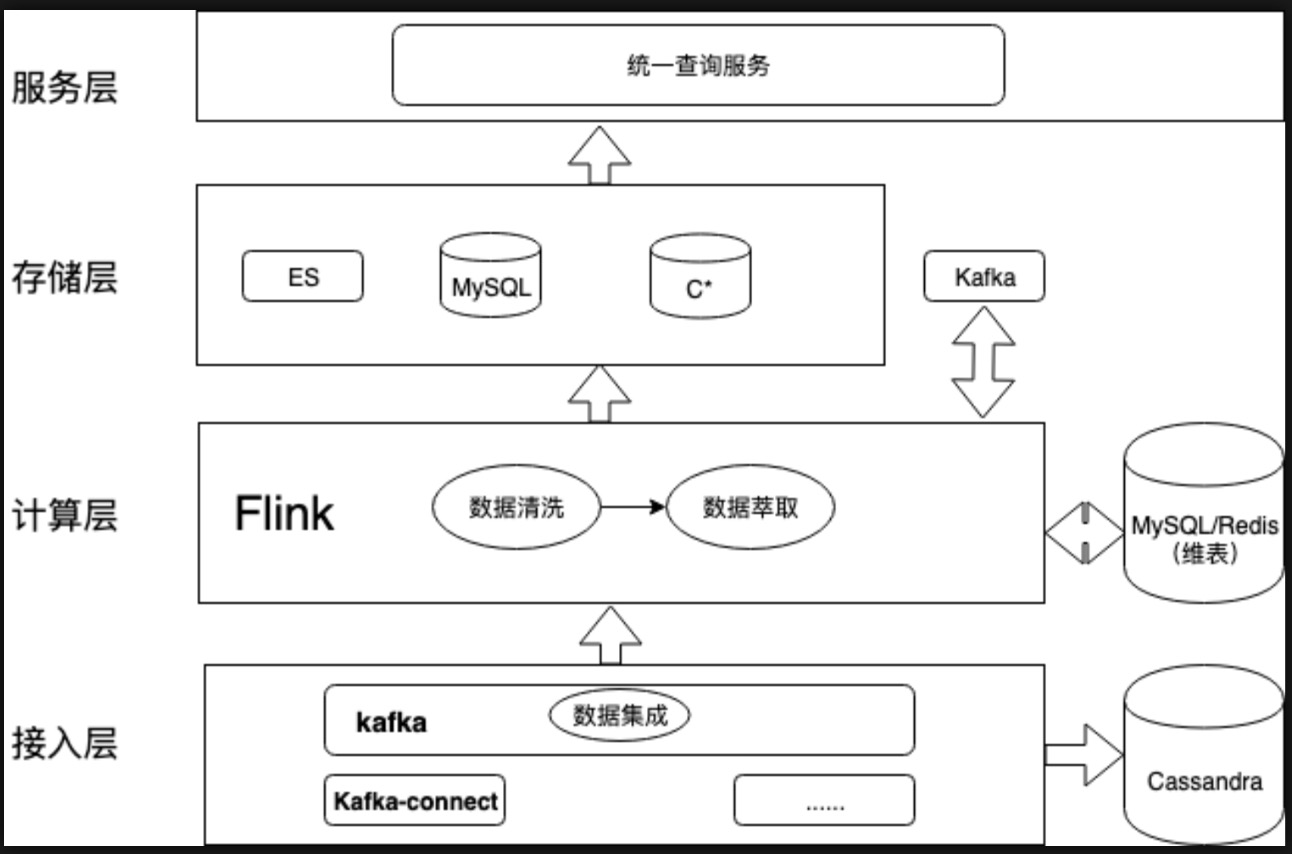 服务层
统一查询服务
存储层
ES
MySQL
C*
Kafka
计算层
Flink
数据清洗
数据萃取
MySQL/Redis
（维表）
接入层
kafka
数据集成
Kafka-connect
......
Cassandra